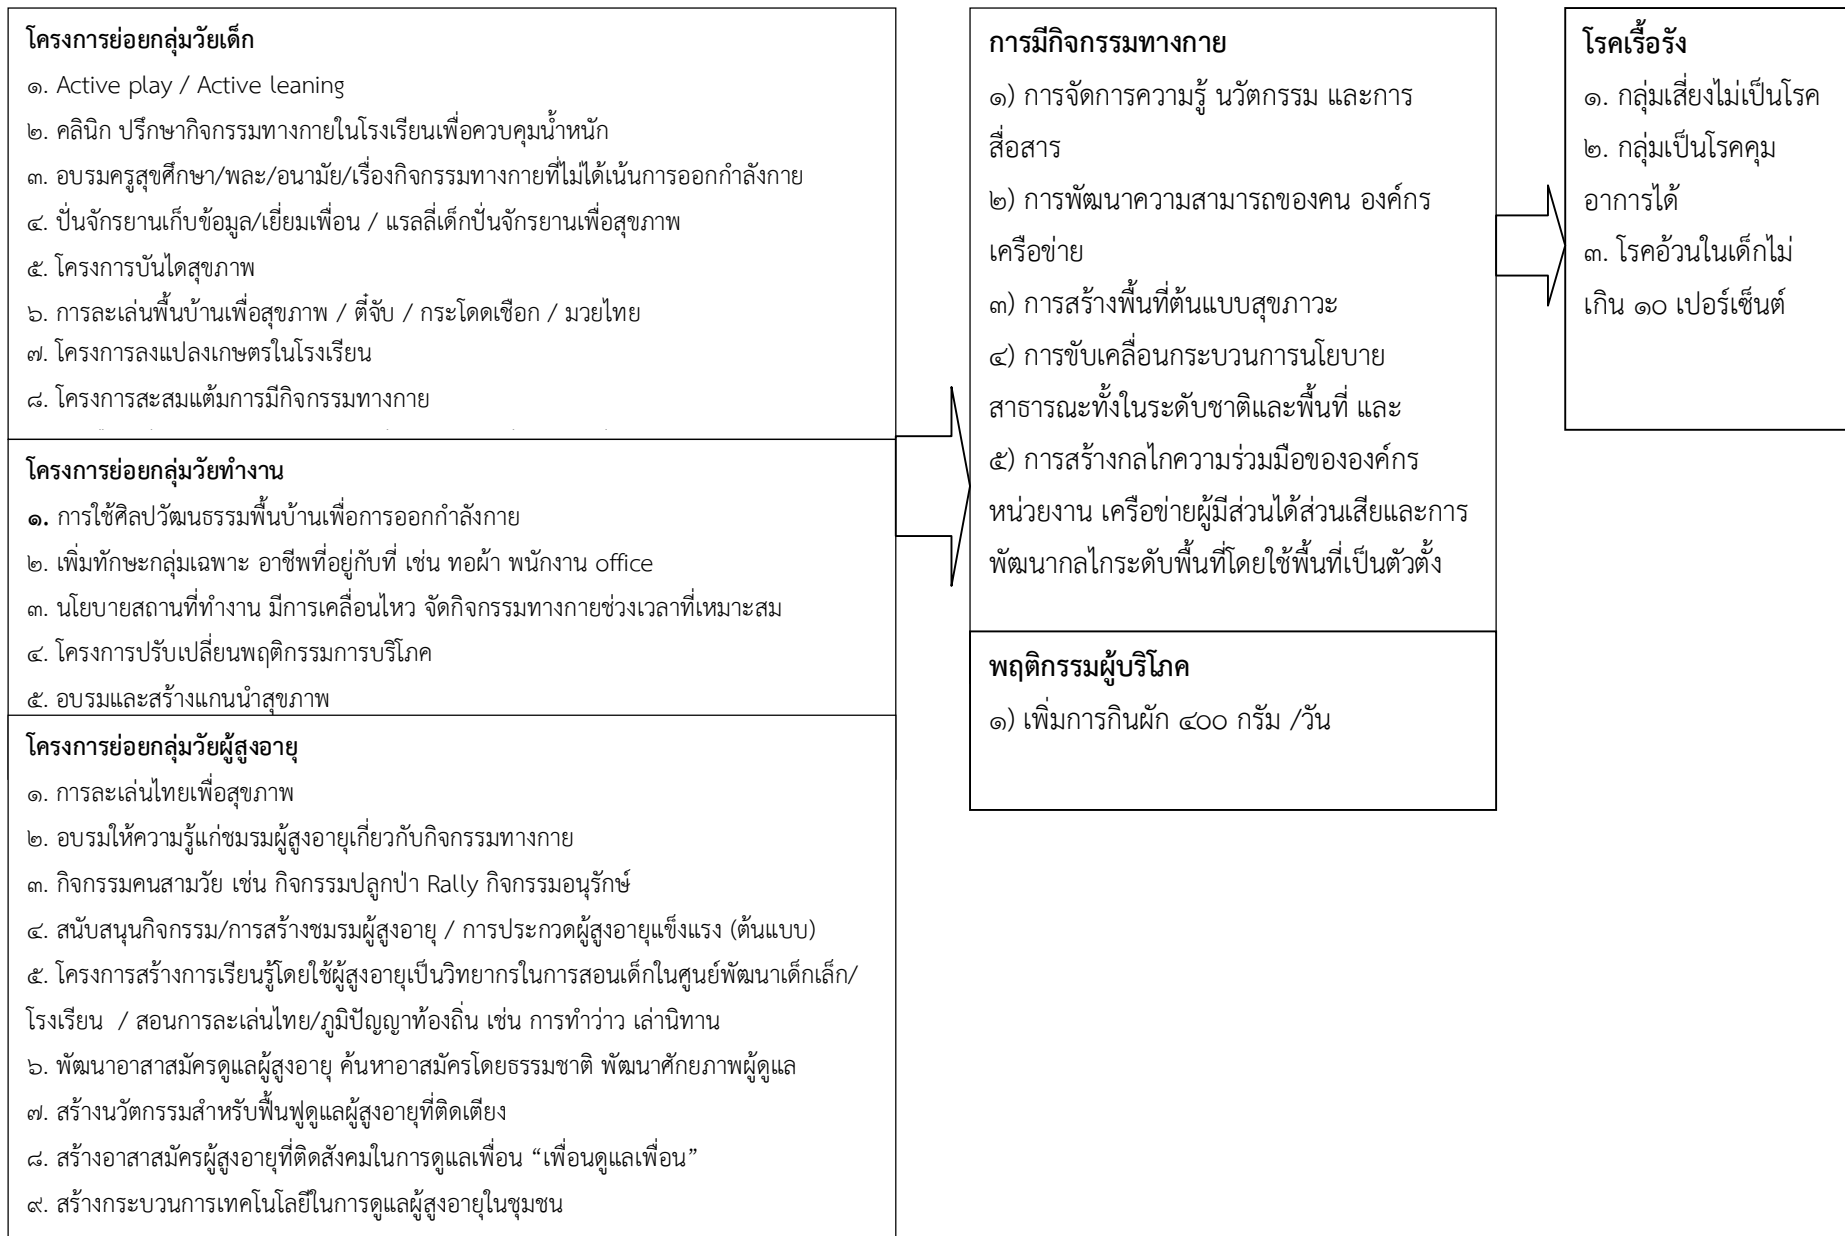 โครงการย่อยกลุ่มวัยเด็ก
๑. Active play / Active leaning
๒. คลินิก ปรึกษากิจกรรมทางกายในโรงเรียนเพื่อควบคุมน้ำหนัก
๓. อบรมครูสุขศึกษา/พละ/อนามัย/เรื่องกิจกรรมทางกายที่ไม่ได้เน้นการออกกำลังกาย
๔. ปั่นจักรยานเก็บข้อมูล/เยี่ยมเพื่อน / แรลลี่เด็กปั่นจักรยานเพื่อสุขภาพ
๕. โครงการบันไดสุขภาพ
๖. การละเล่นพื้นบ้านเพื่อสุขภาพ / ตี่จับ / กระโดดเชือก / มวยไทย
๗. โครงการลงแปลงเกษตรในโรงเรียน
๘. โครงการสะสมแต้มการมีกิจกรรมทางกาย
โครงการย่อยกลุ่มวัยทำงาน
๑. การใช้ศิลปวัฒนธรรมพื้นบ้านเพื่อการออกกำลังกาย
๒. เพิ่มทักษะกลุ่มเฉพาะ อาชีพที่อยู่กับที่ เช่น ทอผ้า พนักงาน office
๓. นโยบายสถานที่ทำงาน มีการเคลื่อนไหว จัดกิจกรรมทางกายช่วงเวลาที่เหมาะสม
๔. โครงการปรับเปลี่ยนพฤติกรรมการบริโภค
๕. อบรมและสร้างแกนนำสุขภาพ
โครงการย่อยกลุ่มวัยผู้สูงอายุ
๑. การละเล่นไทยเพื่อสุขภาพ
๒. อบรมให้ความรู้แก่ชมรมผู้สูงอายุเกี่ยวกับกิจกรรมทางกาย
๓. กิจกรรมคนสามวัย เช่น กิจกรรมปลูกป่า Rally กิจกรรมอนุรักษ์
๔. สนับสนุนกิจกรรม/การสร้างชมรมผู้สูงอายุ / การประกวดผู้สูงอายุแข็งแรง (ต้นแบบ)
๕. โครงการสร้างการเรียนรู้โดยใช้ผู้สูงอายุเป็นวิทยากรในการสอนเด็กในศูนย์พัฒนาเด็กเล็ก/
โรงเรียน / สอนการละเล่นไทย/ภูมิปัญญาท้องถิ่น เช่น การทำว่าว เล่านิทาน
๖. พัฒนาอาสาสมัครดูแลผู้สูงอายุ ค้นหาอาสมัครโดยธรรมชาติ พัฒนาศักยภาพผู้ดูแล
๗. สร้างนวัตกรรมสำหรับฟื้นฟูดูแลผู้สูงอายุที่ติดเตียง
๘. สร้างอาสาสมัครผู้สูงอายุที่ติดสังคมในการดูแลเพื่อน “เพื่อนดูแลเพื่อน”
๙. สร้างกระบวนการเทคโนโลยีในการดูแลผู้สูงอายุในชุมชน
การมีกิจกรรมทางกาย
๑) การจัดการความรู้ นวัตกรรม และการ
สื่อสาร
๒) การพัฒนาความสามารถของคน องค์กร
เครือข่าย
๓) การสร้างพื้นที่ต้นแบบสุขภาวะ
๔) การขับเคลื่อนกระบวนการนโยบาย
สาธารณะทั้งในระดับชาติและพื้นที่ และ
๕) การสร้างกลไกความร่วมมือขององค์กร
หน่วยงาน เครือข่ายผู้มีส่วนได้ส่วนเสียและการ
พัฒนากลไกระดับพื้นที่โดยใช้พื้นที่เป็นตัวตั้ง
พฤติกรรมผู้บริโภค
๑) เพิ่มการกินผัก ๔๐๐ กรัม /วัน
โรคเรื้อรัง
๑. กลุ่มเสี่ยงไม่เป็นโรค
๒. กลุ่มเป็นโรคคุม
อาการได้
๓. โรคอ้วนในเด็กไม่
เกิน ๑๐ เปอร์เซ็นต์